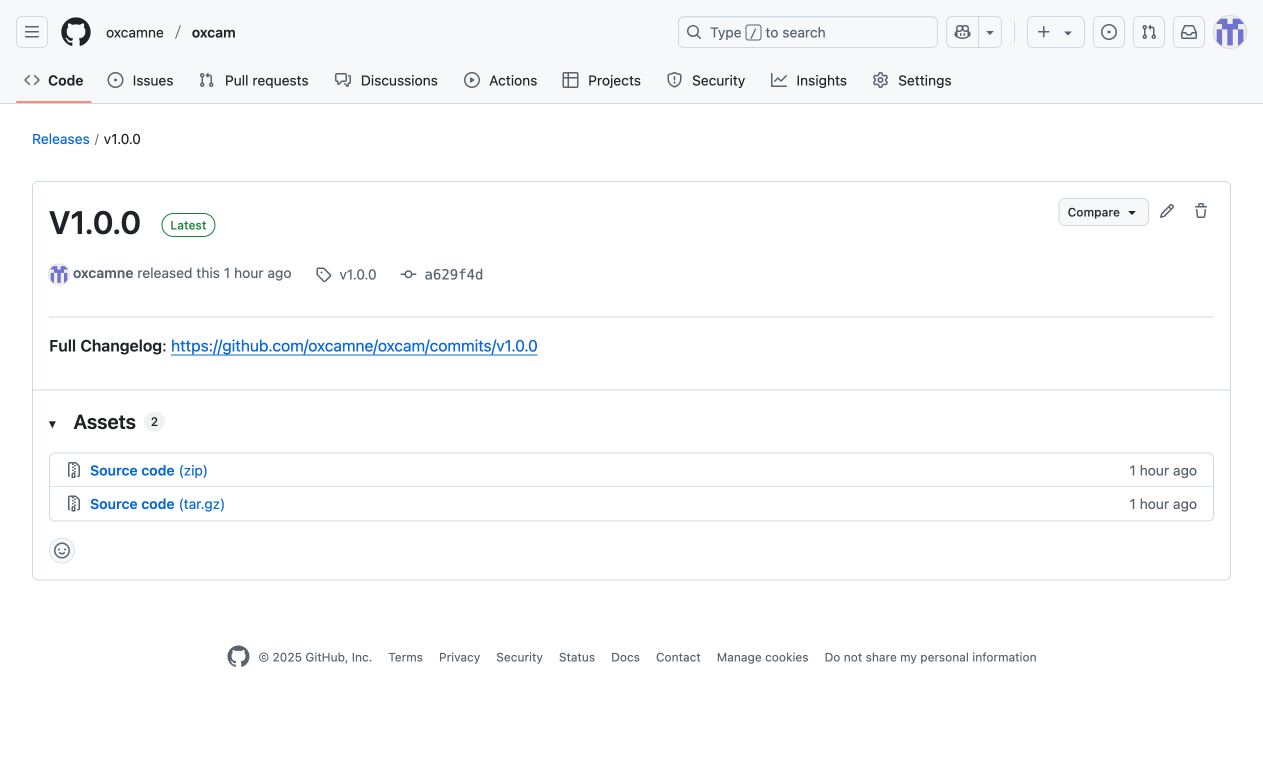 oxcamne / oxcam
Type / to search
Code
Issues
Pull requests
Discussions
Actions
Projects
Security
Insights
Settings
Releases / v1.0.0
V1.0.0
Latest
Compare
oxcamne released this 1 hour ago
v1.0.0
a629f4d
Full Changelog: https://github.com/oxcamne/oxcam/commits/v1.0.0
Assets 2
Source code (zip)
1 hour ago
Source code (tar.gz)
1 hour ago
© 2025 GitHub, Inc.
Terms
Privacy
Security
Status
Docs
Contact
Manage cookies
Do not share my personal information